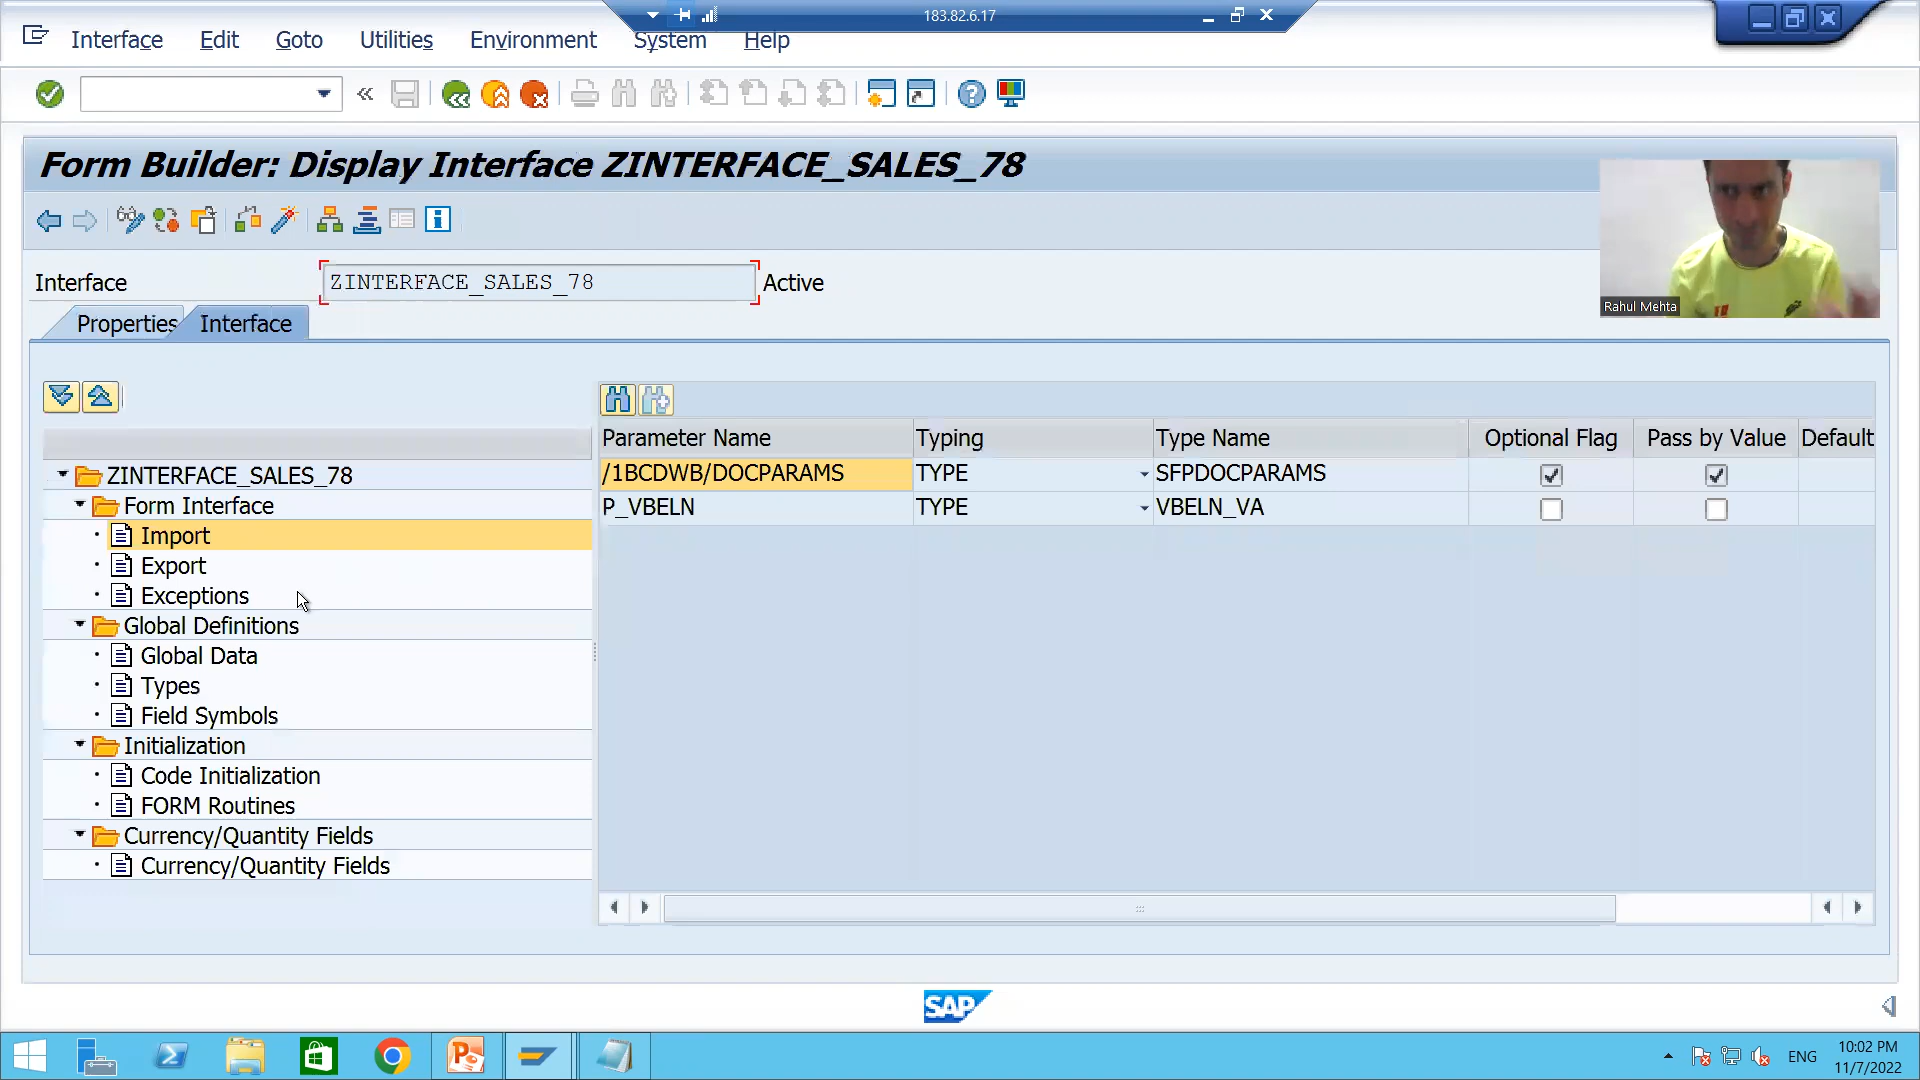 183.82.6.17
Interface Edit Goto Utilities Environment System Help
Form Builder: Display Interface ZINTERFACE_SALES_78
Rahul Mehta
Interface ZINTERFACE_SALES_78 Active
Properties Interface
Parameter Name Typing Type Name Optional Flag Pass by Value Default
/1BCDWB/DOCPARAMS TYPE SFPDOCPARAMS
P_VBELN TYPE VBELN_VA
ZINTERFACE_SALES_78
Form Interface
Import
Export
Exceptions
Global Definitions
Global Data
Types
Field Symbols
Initialization
Code Initialization
FORM Routines
Currency/Quantity Fields
Currency/Quantity Fields
SAP
ENG
10:02 PM
11/7/2022